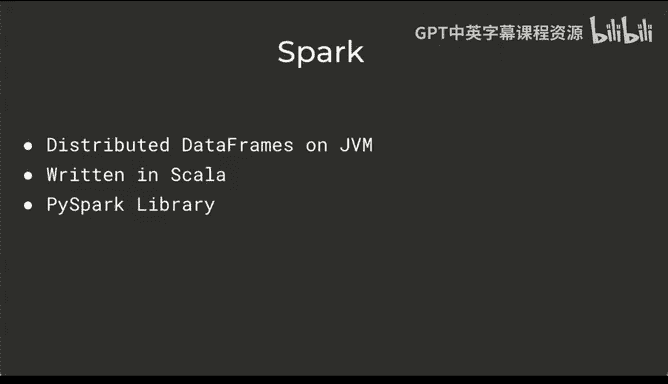 GPT中英字幕课程资源 bilibili
Spark
● Distributed DataFrames on JVM
● Written in Scala
● PySpark Library